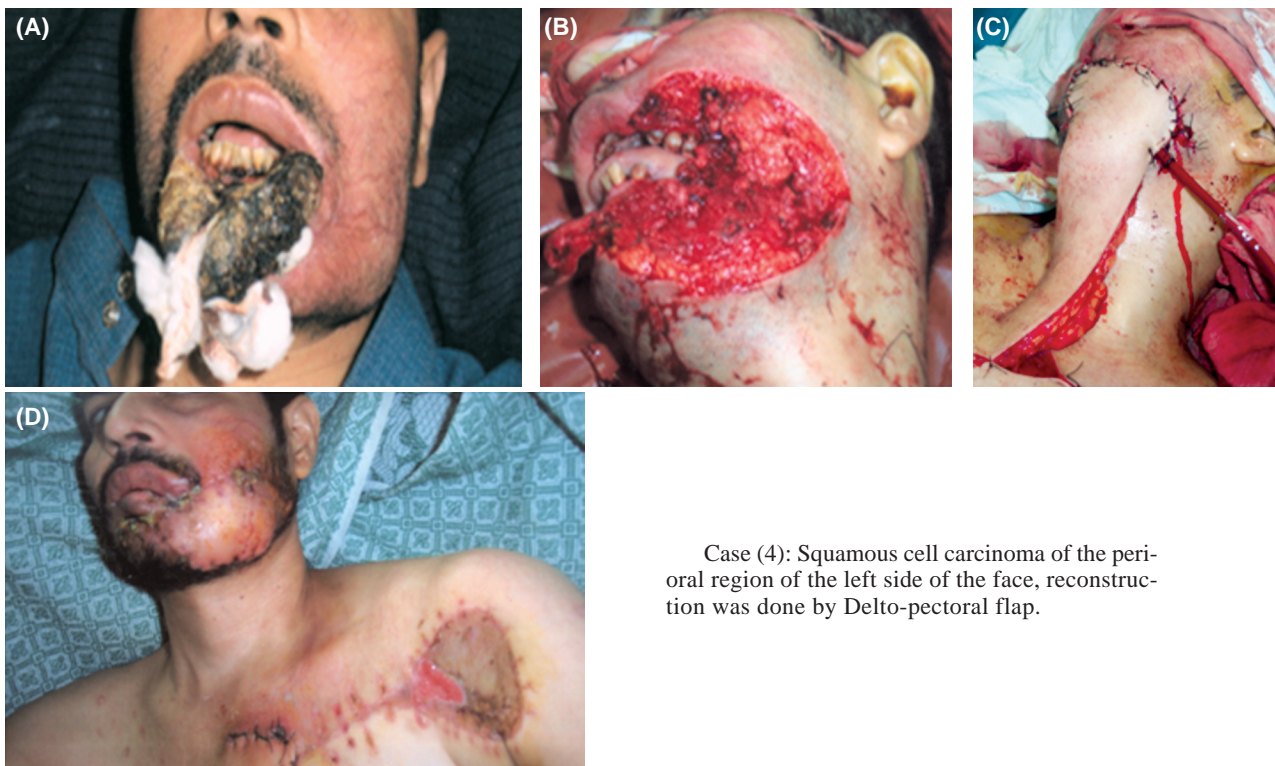 (A)
(B)
(C)
(D)
Case (4): Squamous cell carcinoma of the peri-
oral region of the left side of the face, reconstruc-
tion was done by Delto-pectoral flap.